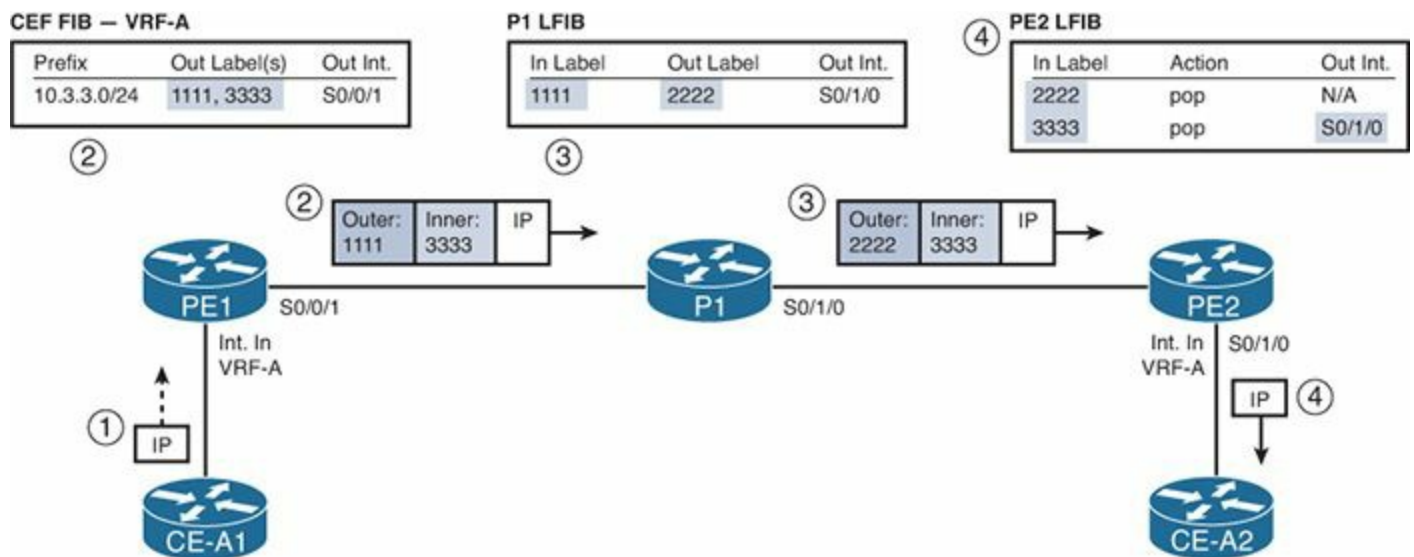 CEF FIB — VRF-A
Prefix Out Label(s) Out Int.
10.3.3.0/24 1111, 3333 S0/0/1
②
P1 LFIB
In Label Out Label Out Int.
1111 2222 S0/1/0
③
④ PE2 LFIB
In Label Action Out Int.
2222 pop N/A
3333 pop S0/1/0
② Outer: Inner: IP
1111 3333
③ Outer: Inner: IP
2222 3333
PE1 S0/0/1
P1 S0/1/0
PE2
Int. In
VRF-A
Int. In S0/1/0
VRF-A
① IP
IP ④
CE-A1
CE-A2